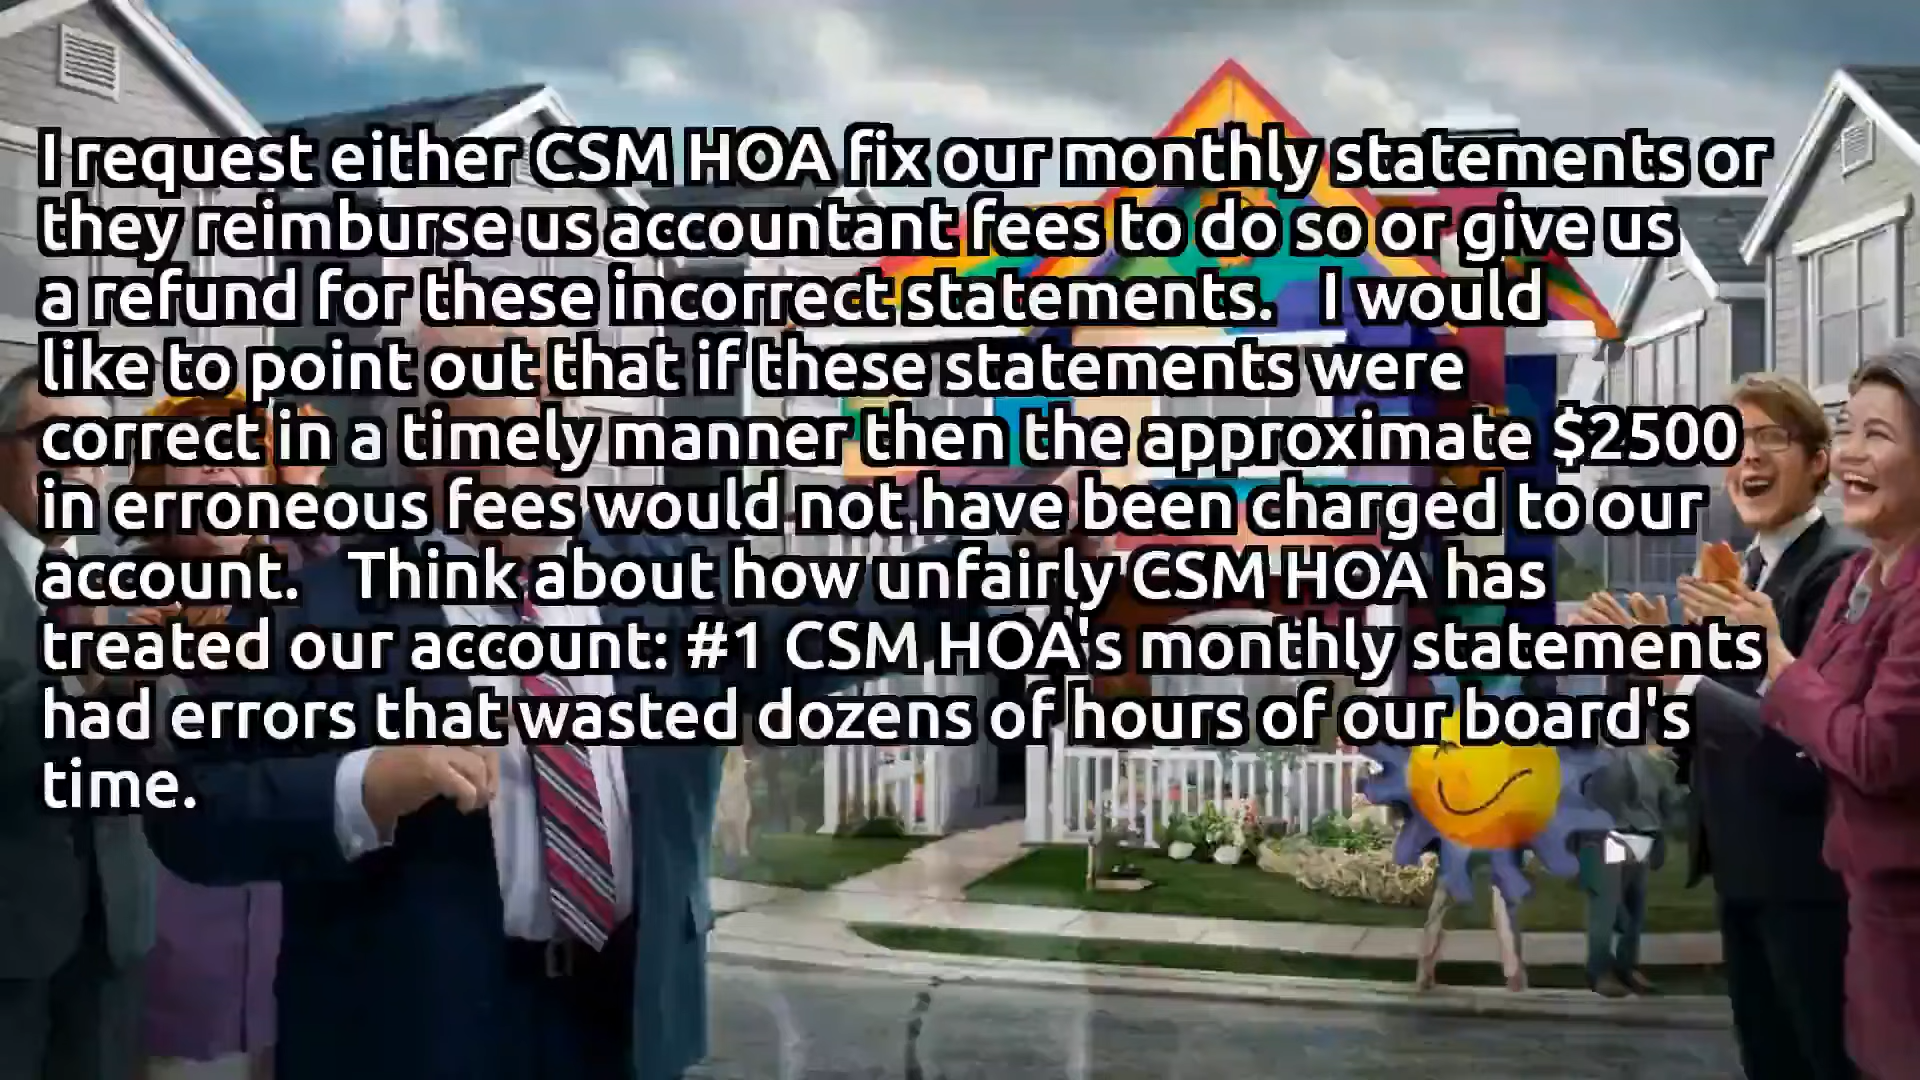 I request either CSM HOA fix our monthly statements or
they reimburse us accountant fees to do so or give us
a refund for these incorrect statements.   I would
like to point out that if these statements were
correct in a timely manner then the approximate $2500
in erroneous fees would not have been charged to our
account.   Think about how unfairly CSM HOA has
treated our account: #1 CSM HOA's monthly statements
had errors that wasted dozens of hours of our board's
time.